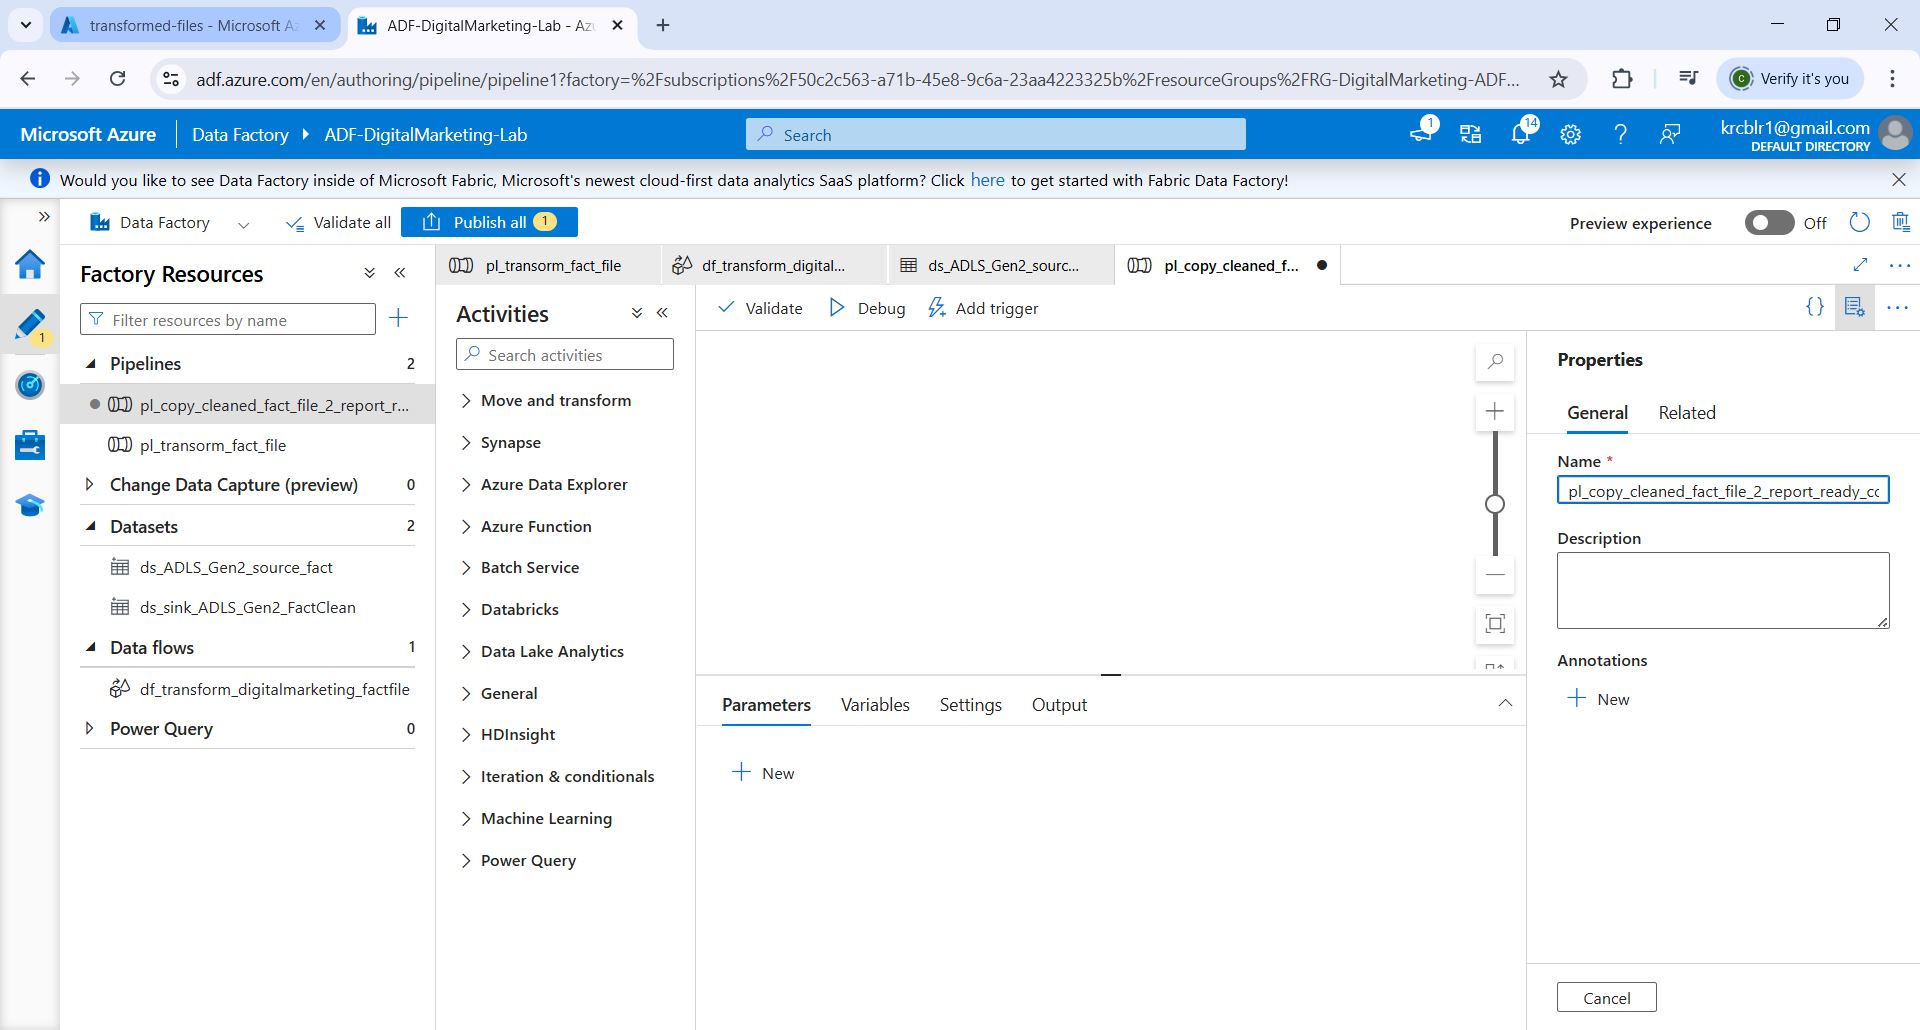 transformed-files - Microsoft Az
ADF-DigitalMarketing-Lab - Azu
adf.azure.com/en/authoring/pipeline/pipeline1?factory=%2Fsubscriptions%2F50c2c563-a71b-45e8-9c6a-23aa4223325b%2FresourceGroups%2FRG-DigitalMarketing-ADF...
C
Verify it's you
Microsoft Azure
Data Factory
ADF-DigitalMarketing-Lab
Search
1
14
krcblr1@gmail.com
DEFAULT DIRECTORY
Would you like to see Data Factory inside of Microsoft Fabric, Microsoft's newest cloud-first data analytics SaaS platform? Click here to get started with Fabric Data Factory!
Data Factory
Validate all
Publish all 1
Preview experience
Off
1
Factory Resources
Filter resources by name
Pipelines 2
pl_copy_cleaned_fact_file_2_report_r...
pl_transorm_fact_file
Change Data Capture (preview) 0
Datasets 2
ds_ADLS_Gen2_source_fact
ds_sink_ADLS_Gen2_FactClean
Data flows 1
df_transform_digitalmarketing_factfile
Power Query 0
pl_transorm_fact_file
df_transform_digital...
ds_ADLS_Gen2_sourc...
pl_copy_cleaned_f...
Activities
Search activities
Move and transform
Synapse
Azure Data Explorer
Azure Function
Batch Service
Databricks
Data Lake Analytics
General
HDInsight
Iteration & conditionals
Machine Learning
Power Query
Validate
Debug
Add trigger
Parameters
Variables
Settings
Output
New
Properties
General
Related
Name *
pl_copy_cleaned_fact_file_2_report_ready_cc
Description
Annotations
New
Cancel